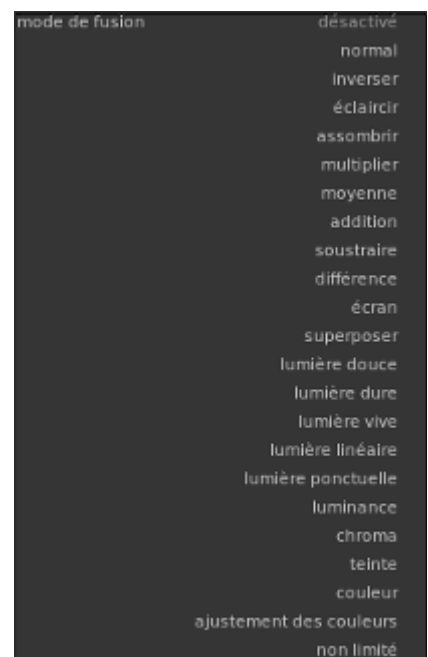 mode de fusion désactivé
normal
inverser
éclaircir
assombrir
multiplier
moyenne
addition
soustraire
différence
écran
superposer
lumière douce
lumière dure
lumière vive
lumière linéaire
lumière ponctuelle
luminance
chroma
teinte
couleur
ajustement des couleurs
non limité